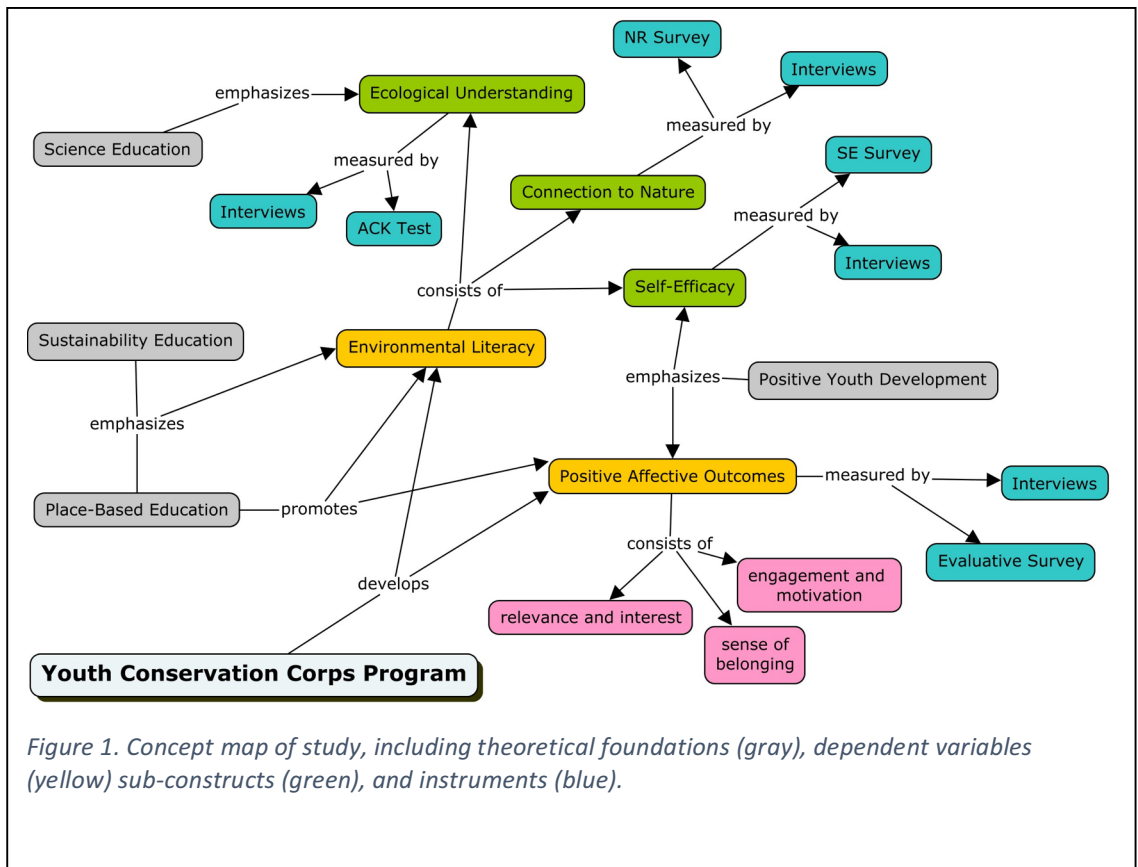 NR Survey
Interviews
emphasizes
Ecological Understanding
Science Education
measured by
Interviews
ACK Test
measured by
Connection to Nature
SE Survey
measured by
Interviews
consists of
Self-Efficacy
Sustainability Education
Environmental Literacy
emphasizes
Positive Youth Development
emphasizes
Place-Based Education
promotes
Positive Affective Outcomes
measured by
Interviews
Evaluative Survey
consists of
engagement and
motivation
relevance and interest
sense of
belonging
develops
Youth Conservation Corps Program
Figure 1. Concept map of study, including theoretical foundations (gray), dependent variables
(yellow) sub-constructs (green), and instruments (blue).